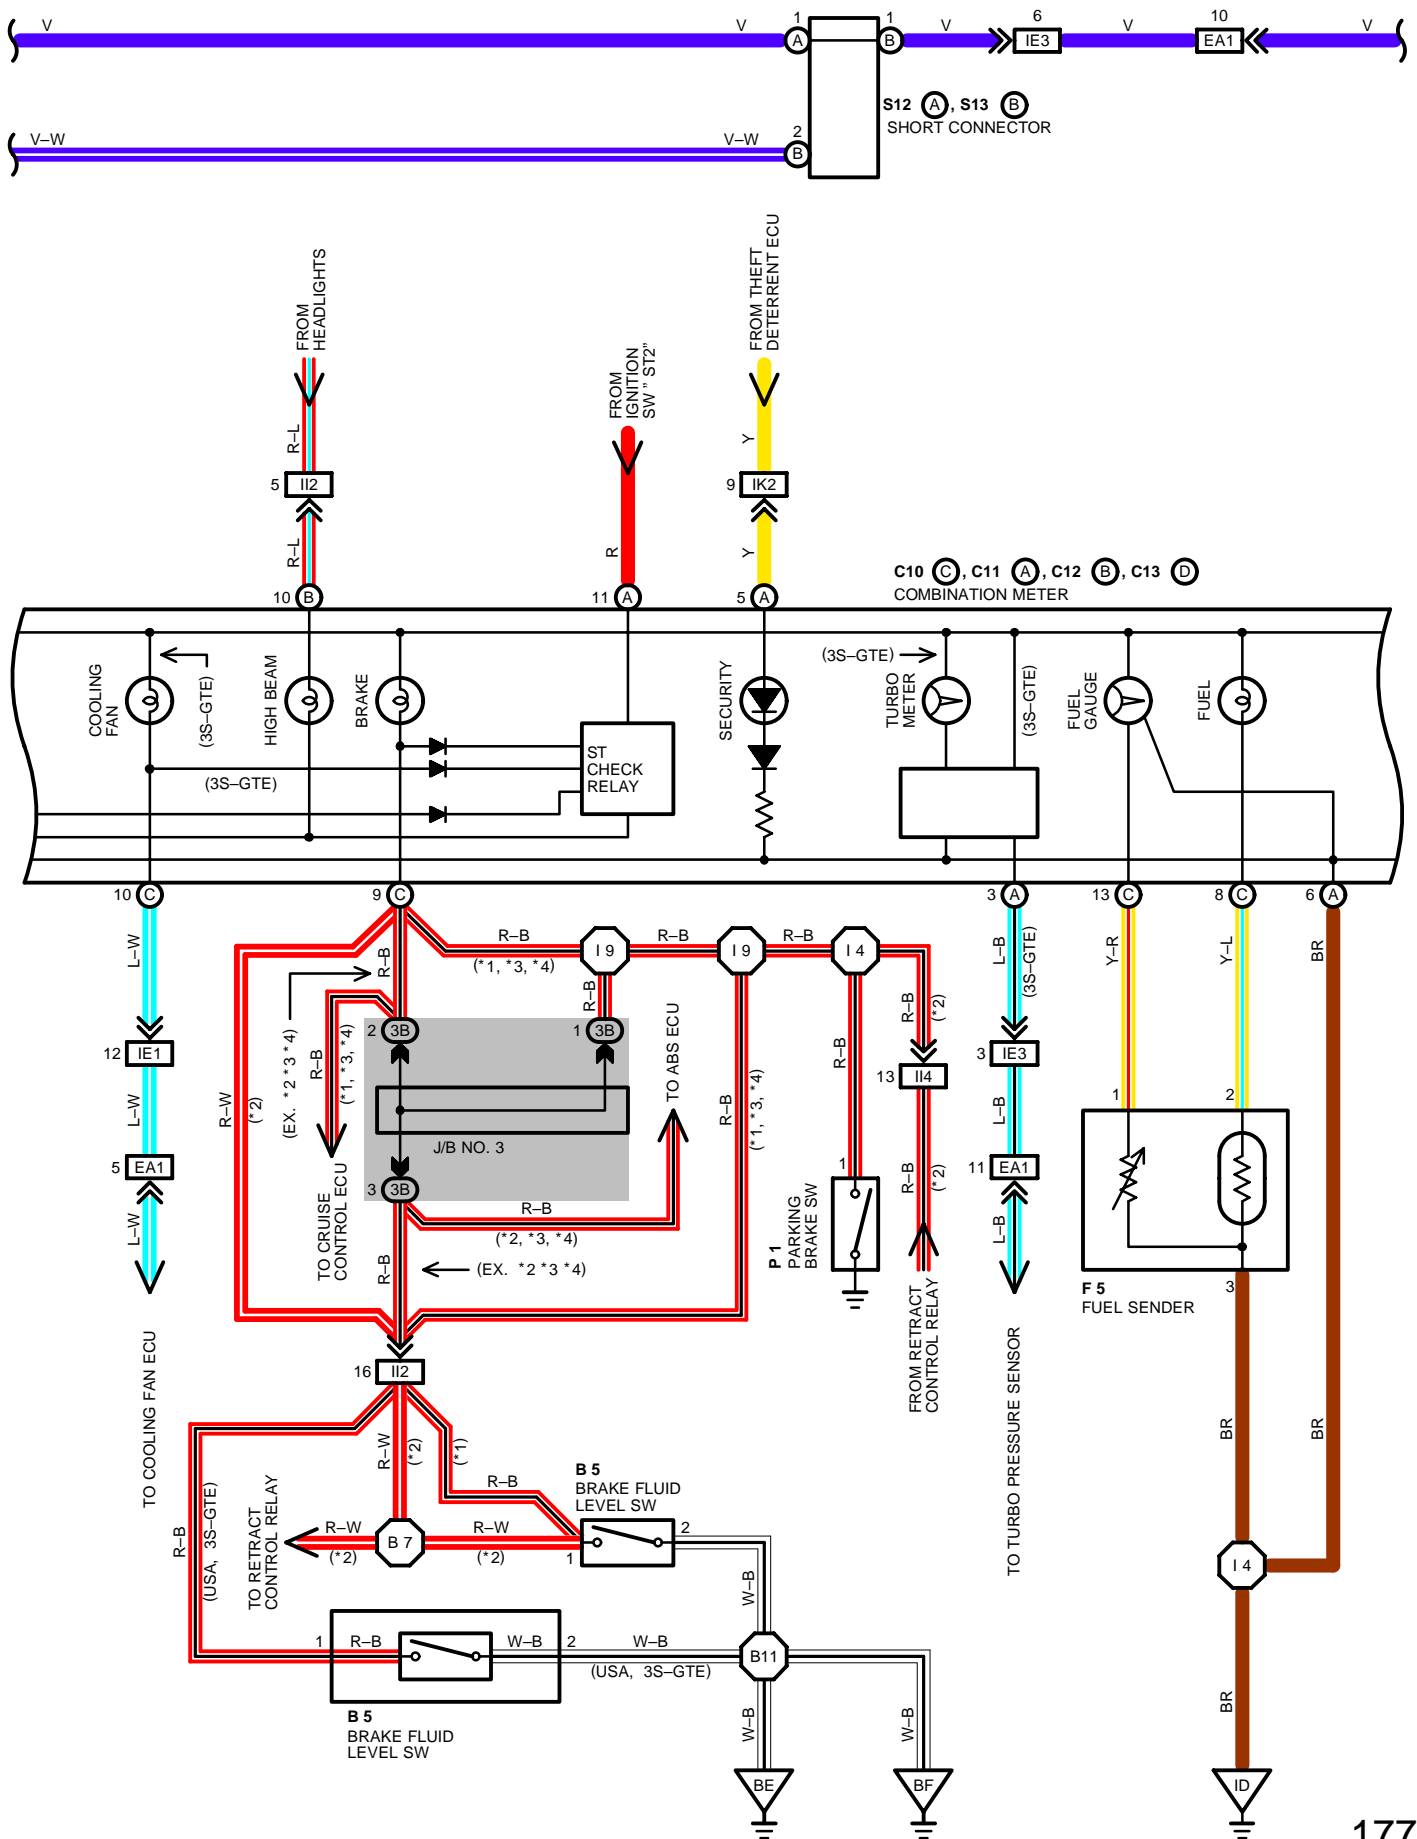 V
V
1
A
1
B
V
6
IE3
V
10
EA1
V
S12 A, S13 B
SHORT CONNECTOR
V–W
V–W
2
B
FROM
HEADLIGHTS
R–L
5 II2
R–L
10 B
FROM
IGNITION
SW " ST2"
R
11 A
FROM THEFT
DETERRENT ECU
Y
9 IK2
Y
5 A
C10 C, C11 A, C12 B, C13 D
COMBINATION METER
COOLING
FAN
(3S–GTE)
HIGH BEAM
BRAKE
(3S–GTE)
ST
CHECK
RELAY
SECURITY
(3S–GTE)
TURBO
METER
(3S–GTE)
FUEL
GAUGE
FUEL
10 C
9 C
3 A
13 C
8 C
6 A
L–W
12 IE1
L–W
5 EA1
L–W
TO COOLING FAN ECU
R–W
(*2)
(EX. *2 *3 *4)
R–B
R–B
(*1, *3, *4)
TO CRUISE
CONTROL ECU
R–B
(*1, *3, *4)
I 9
R–B
R–B
I 9
R–B
I 4
2 3B
1 3B
J/B NO. 3
3 3B
TO ABS ECU
R–B
(*2, *3, *4)
R–B
(EX. *2 *3 *4)
R–B
(*1, *3, *4)
R–B
1
P 1
PARKING
BRAKE SW
R–B
(*2)
13 II4
R–B
(*2)
FROM RETRACT
CONTROL RELAY
L–B
(3S–GTE)
3 IE3
L–B
11 EA1
L–B
TO TURBO PRESSURE SENSOR
Y–R
Y–L
BR
1
2
3
F 5
FUEL SENDER
BR
BR
I 4
BR
ID
16 II2
R–B
(USA, 3S–GTE)
R–W
(*2)
(*1)
R–B
B 5
BRAKE FLUID
LEVEL SW
TO RETRACT
CONTROL RELAY
R–W
(*2)
B 7
R–W
(*2)
1
2
W–B
1
R–B
W–B
2
W–B
(USA, 3S–GTE)
B11
B 5
BRAKE FLUID
LEVEL SW
W–B
W–B
BE
BF
177